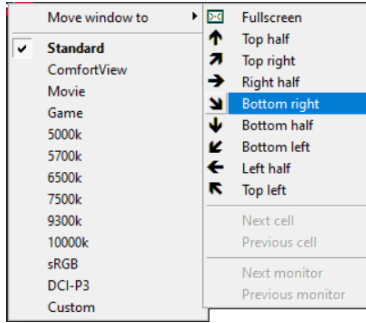 Move window to
Standard
ComfortView
Movie
Game
5000k
5700k
6500k
7500k
9300k
10000k
sRGB
DCI-P3
Custom
Fullscreen
Top half
Top right
Right half
Bottom right
Bottom half
Bottom left
Left half
Top left
Next cell
Previous cell
Next monitor
Previous monitor